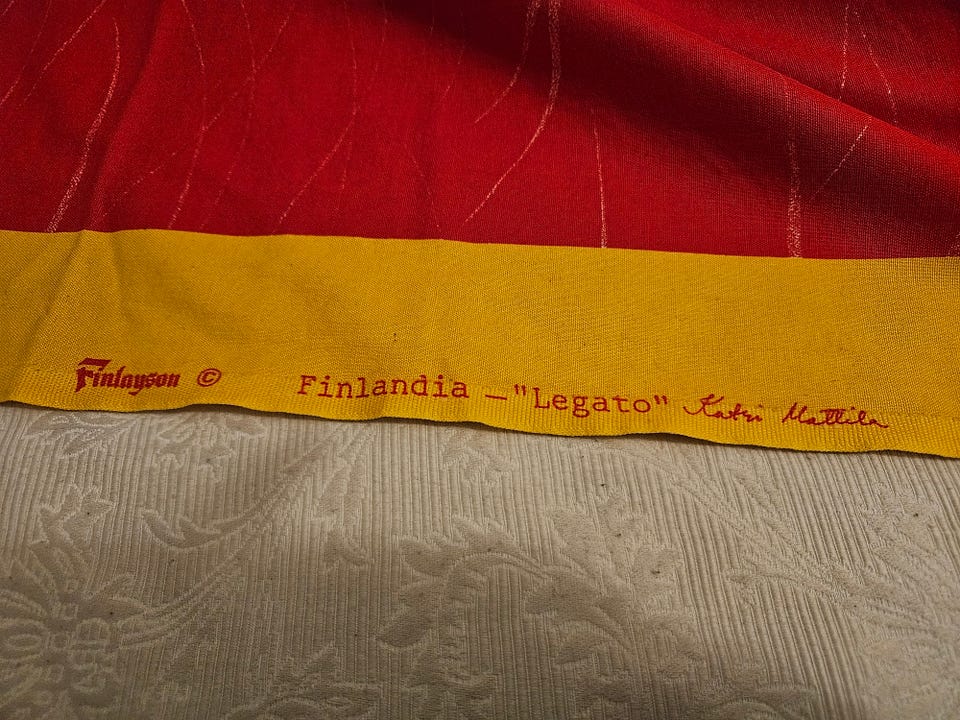 Finlayson © Finlandia – "Legato" Katri Mattila